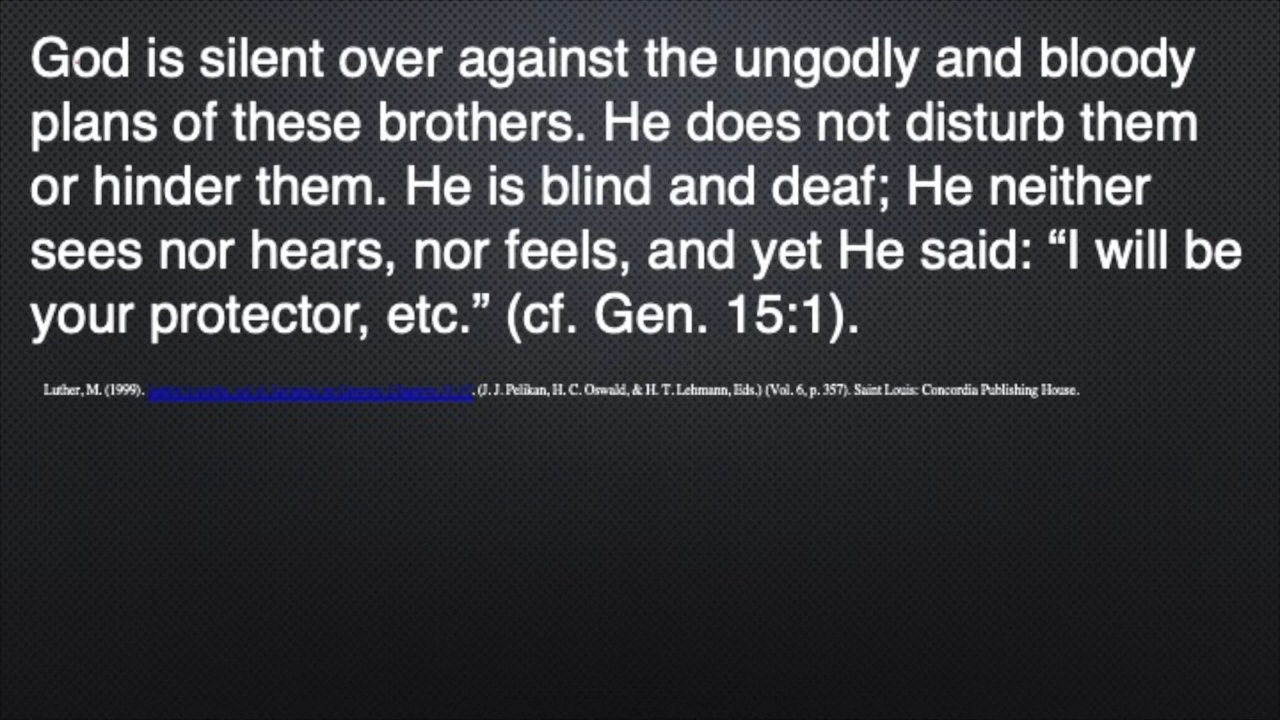 God is silent over against the ungodly and bloody
plans of these brothers. He does not disturb them
or hinder them. He is blind and deaf; He neither
sees nor hears, nor feels, and yet He said: “I will be
your protector, etc.” (cf. Gen. 15:1).
Luther, M. (1999). . (J. J. Pelikan, H. C. Oswald, & H. T. Lehmann, Eds.) (Vol. 6, p. 357). Saint Louis: Concordia Publishing House.